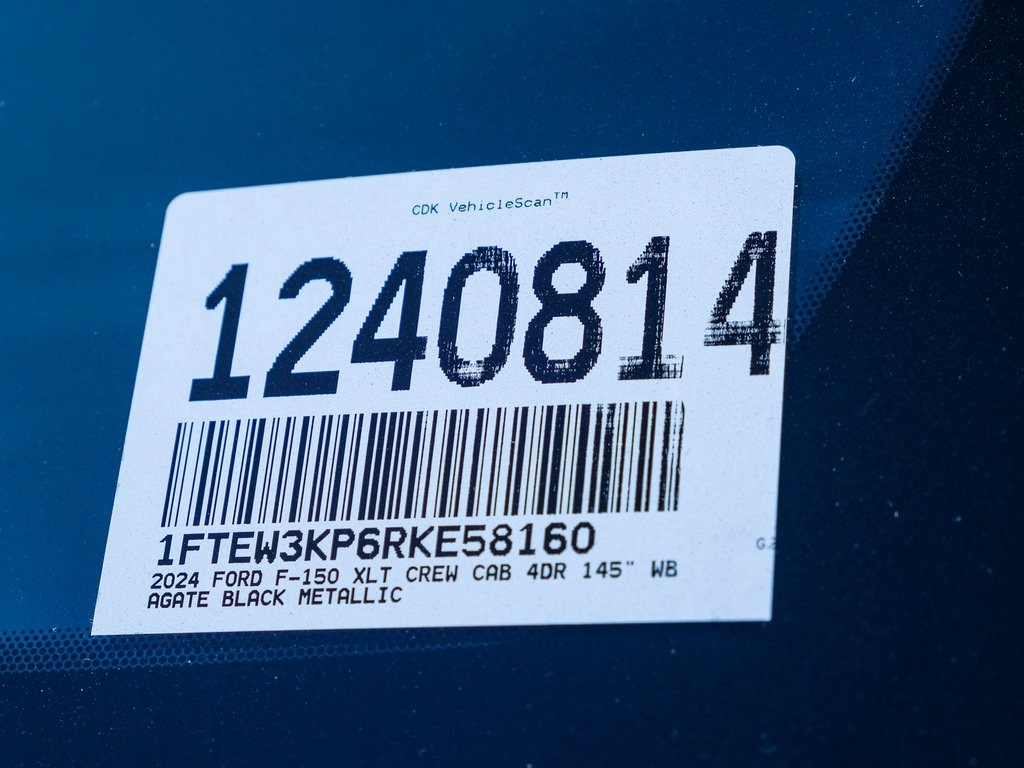 CDK VehicleScan™
1240814
1FTEW3KP6RKE58160
2024 FORD F-150 XLT CREW CAB 4DR 145" WB
AGATE BLACK METALLIC